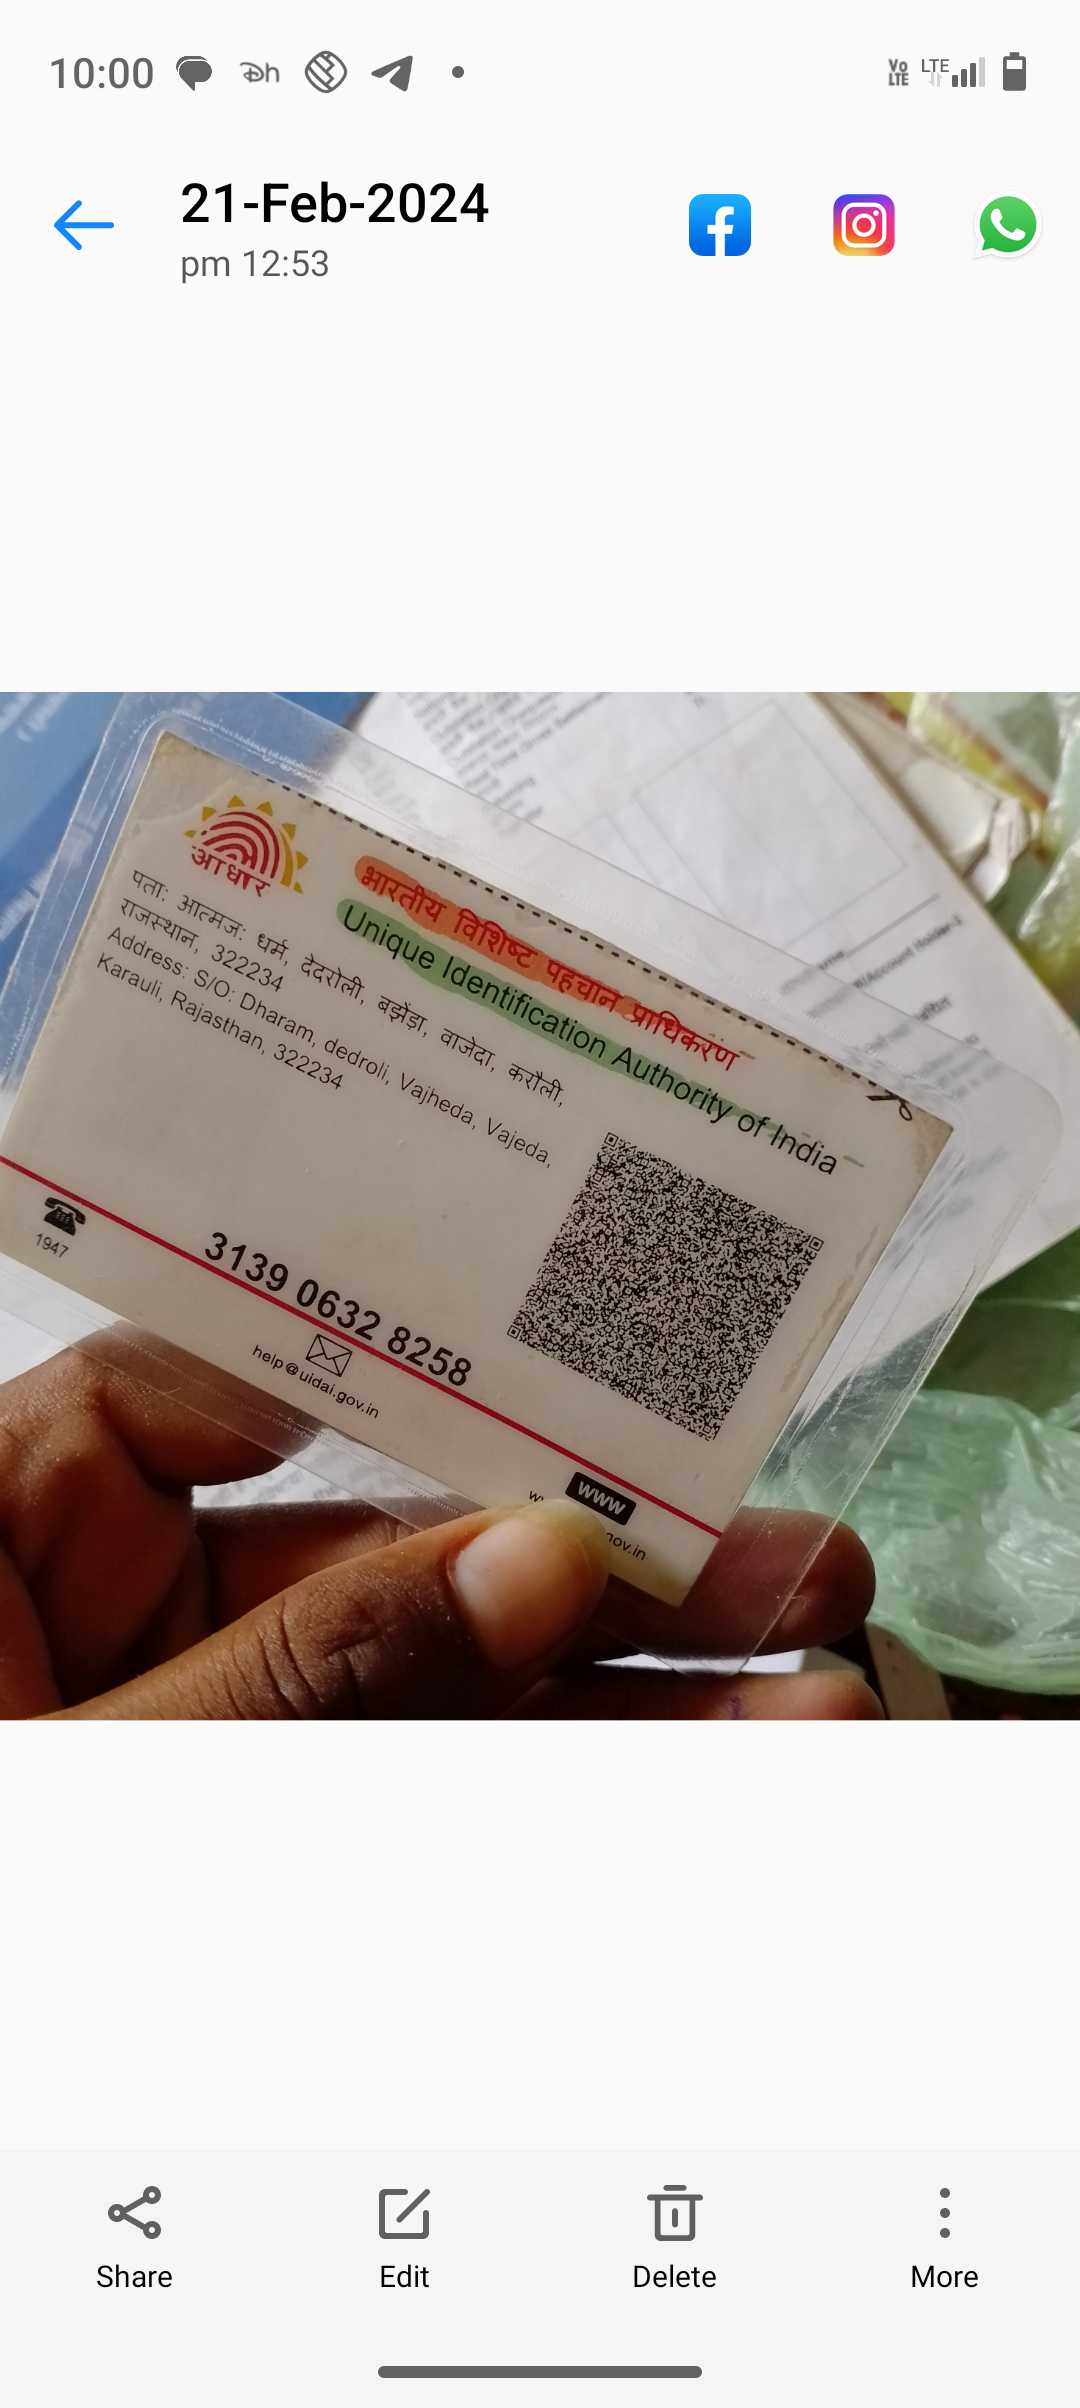 10:00
LTE
21-Feb-2024
pm 12:53
आधार
भारतीय विशिष्ट पहचान प्राधिकरण
Unique Identification Authority of India
पता: आत्मज: धर्म, देदरोली, बझेंड़ा, वाजेदा, करौली,
राजस्थान, 322234
Address: S/O: Dharam, dedroli, Vajheda, Vajeda,
Karauli, Rajasthan, 322234
3139 0632 8258
1947
help@uidai.gov.in
www
gov.in
Share
Edit
Delete
More